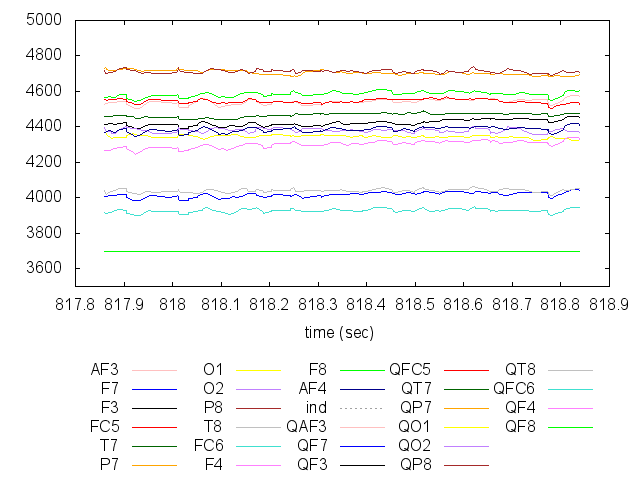 5000
4800
4600
4400
4200
4000
3800
3600
817.8 817.9 818 818.1 818.2 818.3 818.4 818.5 818.6 818.7 818.8 818.9
time (sec)
AF3 O1 F8 QFC5 QT8
F7 O2 AF4 QT7 QFC6
F3 P8 ind QP7 QF4
FC5 T8 QAF3 QO1 QF8
T7 FC6 QF7 QO2
P7 F4 QF3 QP8